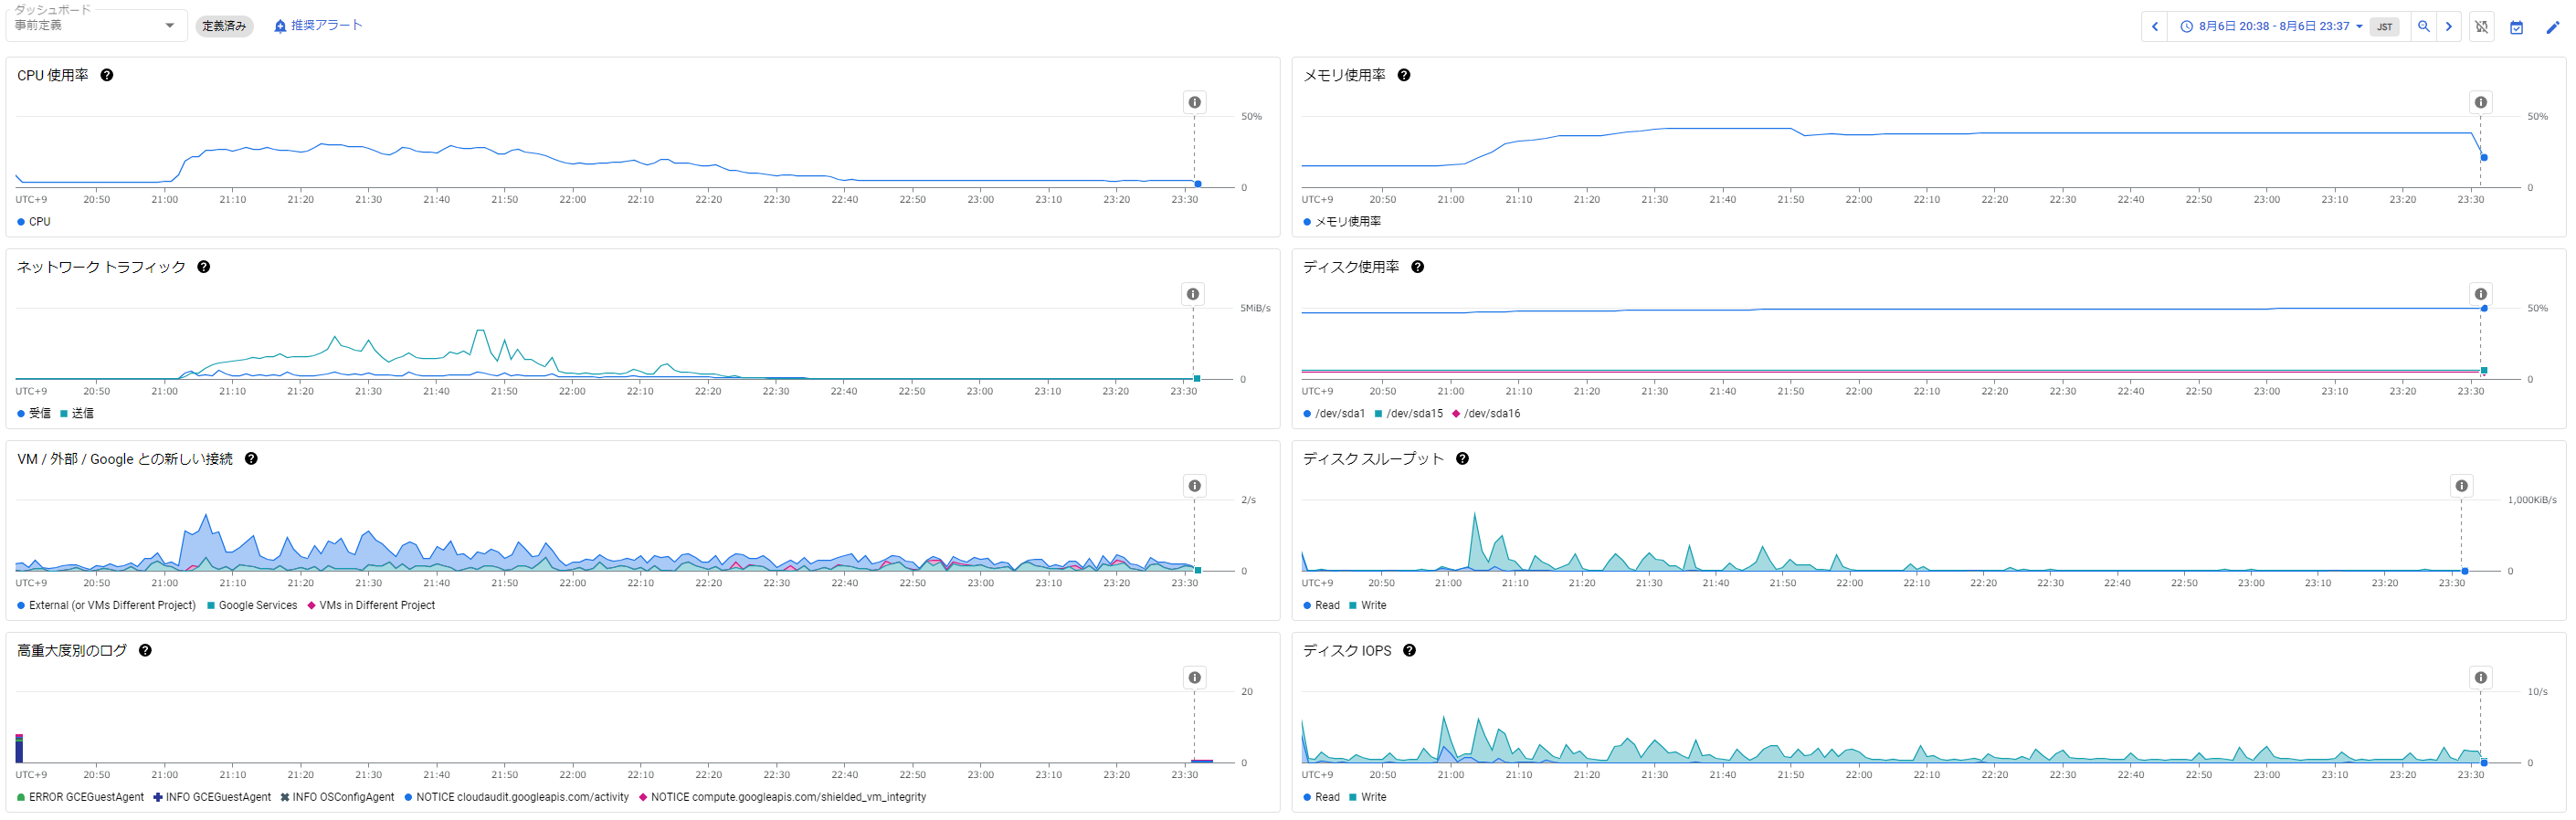 ダッシュボード
事前定義
定義済み
推奨アラート
8月6日 20:38 - 8月6日 23:37
JST
CPU 使用率
50%
0
UTC+9 20:50 21:00 21:10 21:20 21:30 21:40 21:50 22:00 22:10 22:20 22:30 22:40 22:50 23:00 23:10 23:20 23:30
CPU
メモリ使用率
50%
0
UTC+9 20:50 21:00 21:10 21:20 21:30 21:40 21:50 22:00 22:10 22:20 22:30 22:40 22:50 23:00 23:10 23:20 23:30
メモリ使用率
ネットワーク トラフィック
5MiB/s
0
UTC+9 20:50 21:00 21:10 21:20 21:30 21:40 21:50 22:00 22:10 22:20 22:30 22:40 22:50 23:00 23:10 23:20 23:30
受信 送信
ディスク使用率
50%
0
UTC+9 20:50 21:00 21:10 21:20 21:30 21:40 21:50 22:00 22:10 22:20 22:30 22:40 22:50 23:00 23:10 23:20 23:30
/dev/sda1 /dev/sda15 /dev/sda16
VM / 外部 / Google との新しい接続
2/s
0
UTC+9 20:50 21:00 21:10 21:20 21:30 21:40 21:50 22:00 22:10 22:20 22:30 22:40 22:50 23:00 23:10 23:20 23:30
External (or VMs Different Project) Google Services VMs in Different Project
ディスク スループット
1,000KiB/s
0
UTC+9 20:50 21:00 21:10 21:20 21:30 21:40 21:50 22:00 22:10 22:20 22:30 22:40 22:50 23:00 23:10 23:20 23:30
Read Write
高重大度別のログ
20
0
UTC+9 20:50 21:00 21:10 21:20 21:30 21:40 21:50 22:00 22:10 22:20 22:30 22:40 22:50 23:00 23:10 23:20 23:30
ERROR GCEGuestAgent INFO GCEGuestAgent INFO OSConfigAgent NOTICE cloudaudit.googleapis.com/activity NOTICE compute.googleapis.com/shielded_vm_integrity
ディスク IOPS
10/s
0
UTC+9 20:50 21:00 21:10 21:20 21:30 21:40 21:50 22:00 22:10 22:20 22:30 22:40 22:50 23:00 23:10 23:20 23:30
Read Write